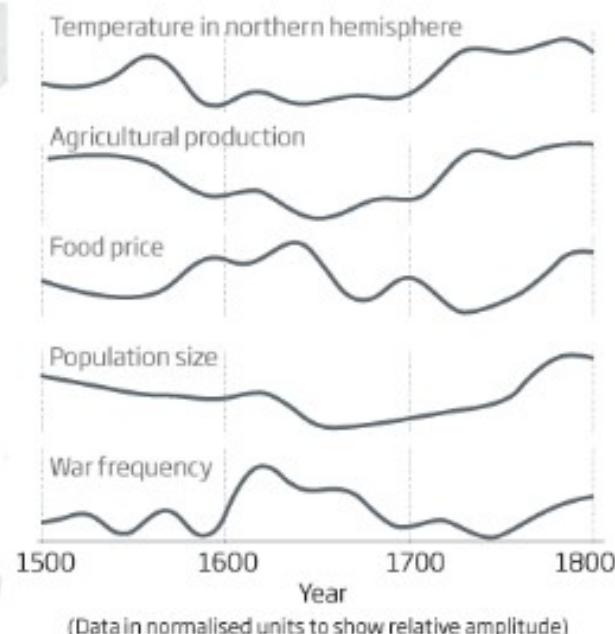 Temperature in northern hemisphere
Agricultural production
Food price
Population size
War frequency
1500 1600 1700 1800
Year
(Data in normalised units to show relative amplitude)